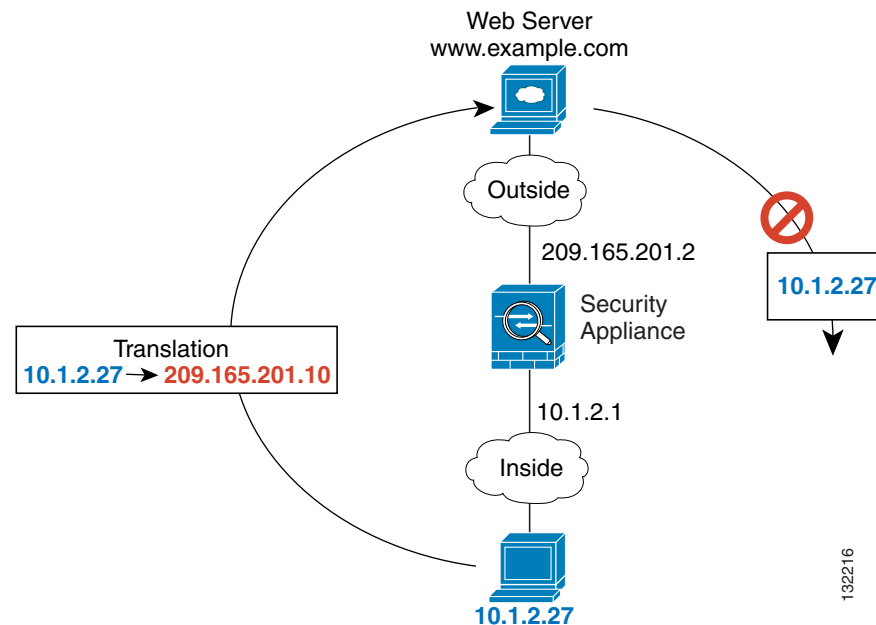 Web Server
www.example.com
Outside
209.165.201.2
10.1.2.27
Security
Appliance
Translation
10.1.2.27 209.165.201.10
10.1.2.1
Inside
10.1.2.27
132216